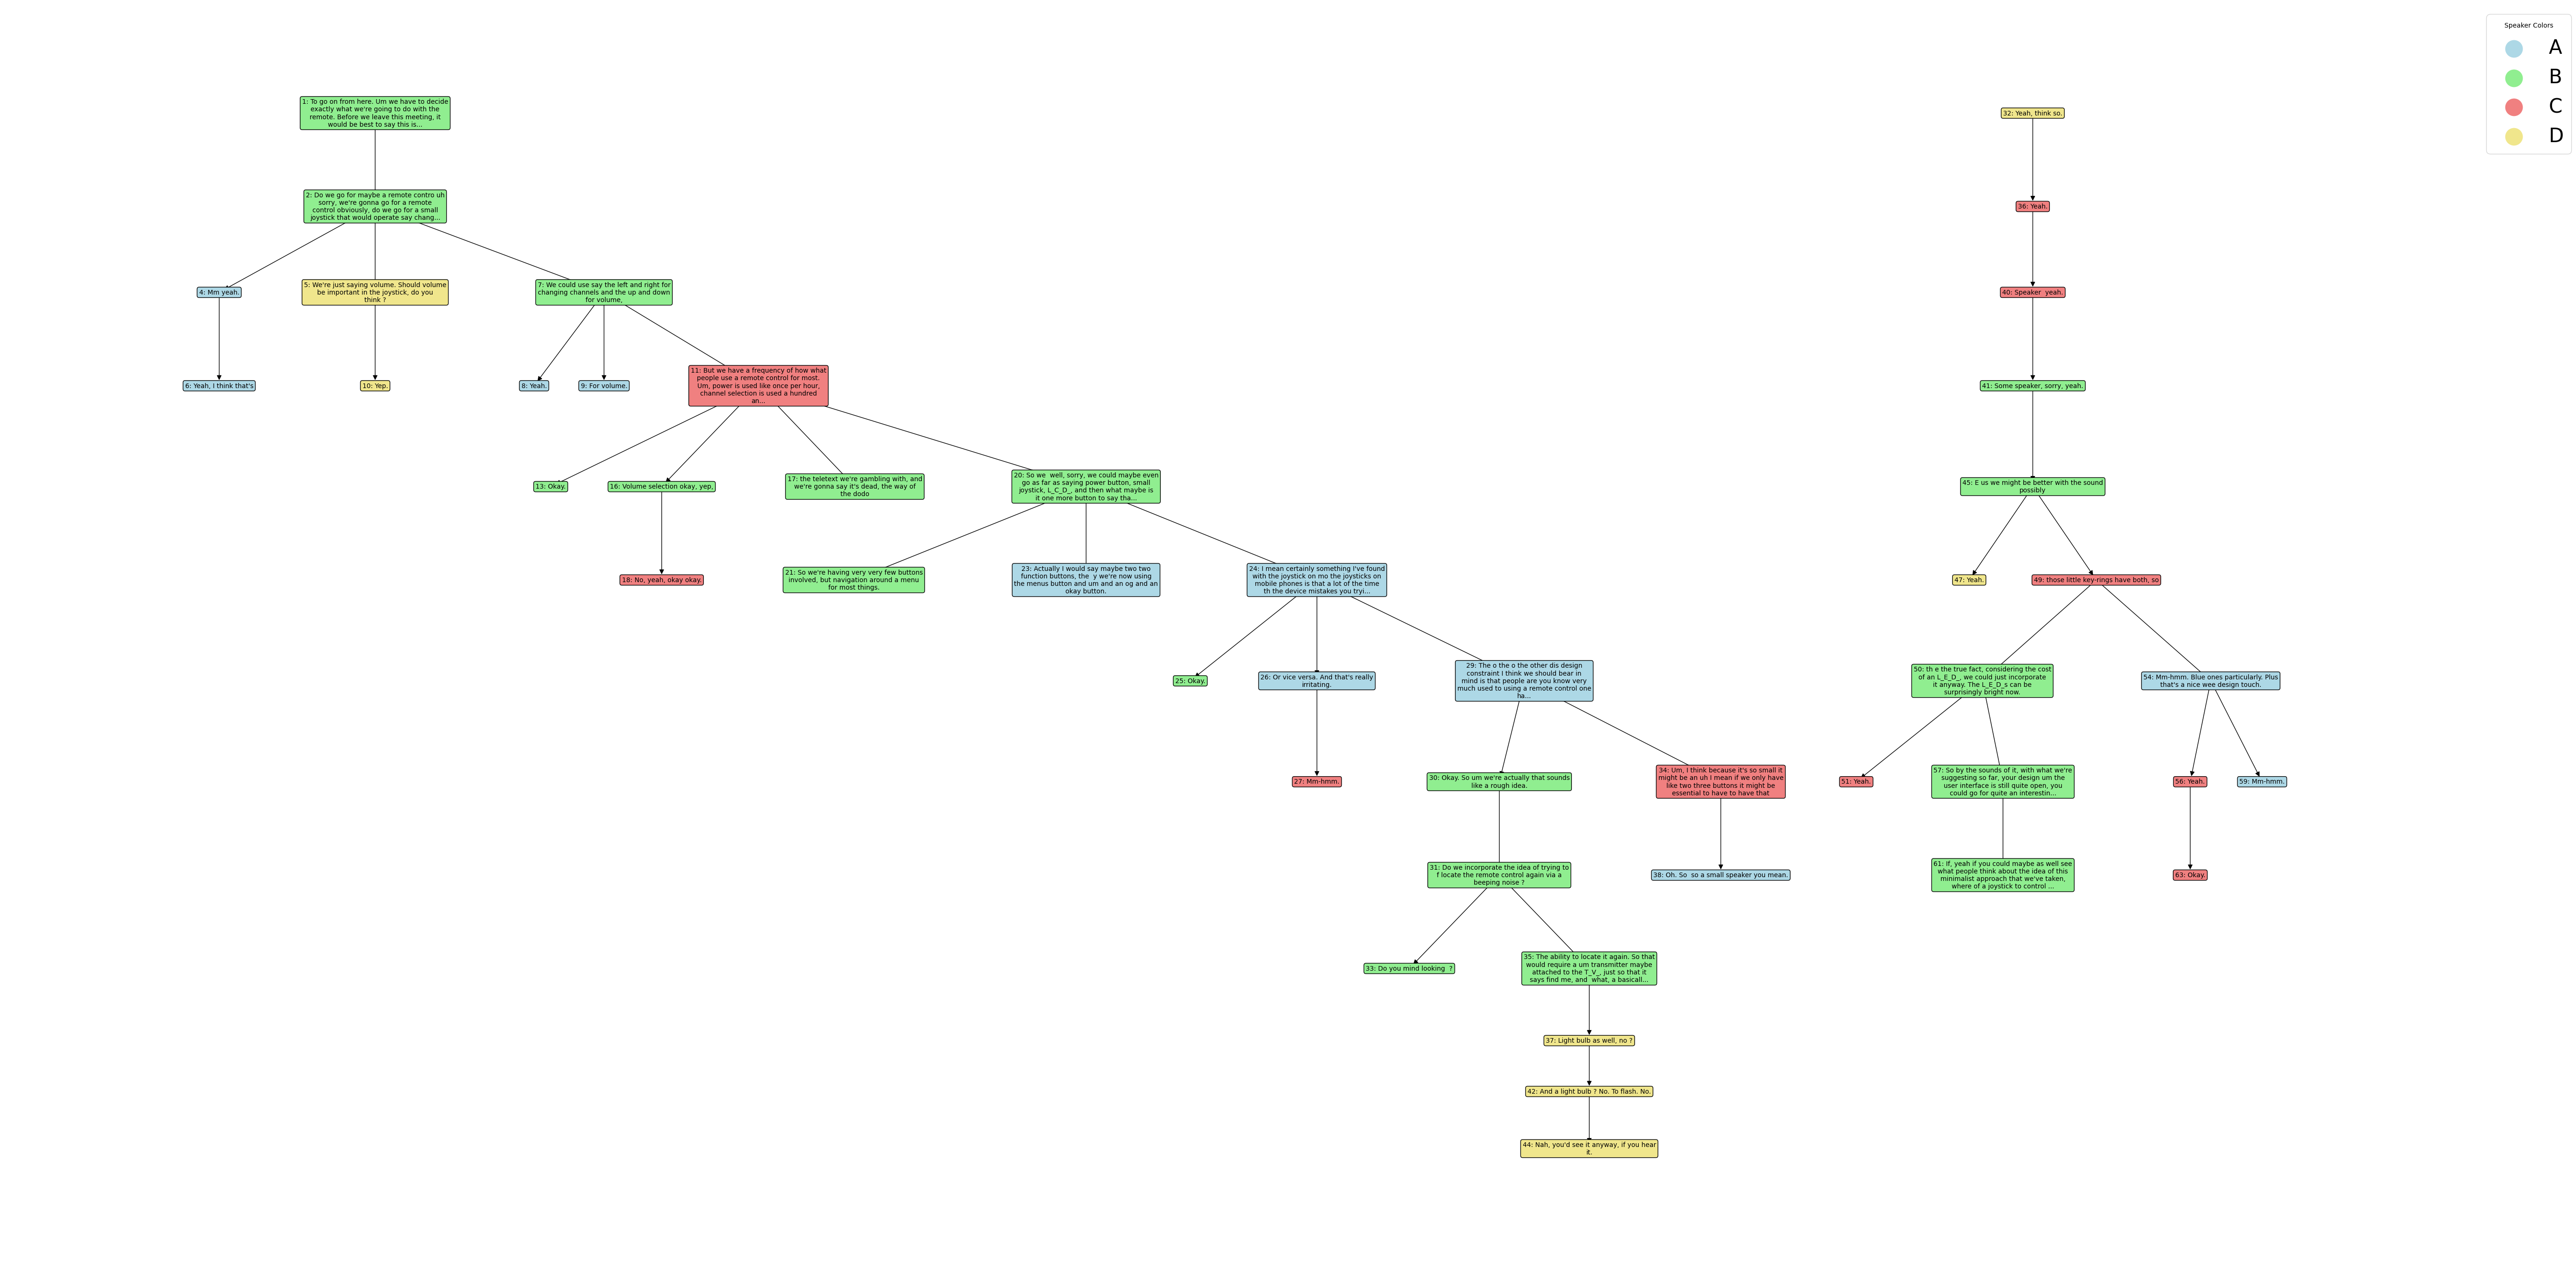 Speaker Colors
A
B
C
D
1: To go on from here. Um we have to decide
exactly what we're going to do with the
remote. Before we leave this meeting, it
would be best to say this is...
32: Yeah, think so.
2: Do we go for maybe a remote contro uh
sorry, we're gonna go for a remote
control obviously, do we go for a small
joystick that would operate say chang...
36: Yeah.
4: Mm yeah.
5: We're just saying volume. Should volume
be important in the joystick, do you
think ?
7: We could use say the left and right for
changing channels and the up and down
for volume,
40: Speaker  yeah.
6: Yeah, I think that's
10: Yep.
8: Yeah.
9: For volume.
11: But we have a frequency of how what
people use a remote control for most.
Um, power is used like once per hour,
channel selection is used a hundred
an...
41: Some speaker, sorry, yeah.
13: Okay.
16: Volume selection okay, yep,
17: the teletext we're gambling with, and
we're gonna say it's dead, the way of
the dodo
20: So we  well, sorry, we could maybe even
go as far as saying power button, small
joystick, L_C_D_, and then what maybe is
it one more button to say tha...
45: E us we might be better with the sound
possibly
18: No, yeah, okay okay.
21: So we're having very very few buttons
involved, but navigation around a menu
for most things.
23: Actually I would say maybe two two
function buttons, the  y we're now using
the menus button and um and an og and an
okay button.
24: I mean certainly something I've found
with the joystick on mo the joysticks on
mobile phones is that a lot of the time
th the device mistakes you tryi...
47: Yeah.
49: those little key-rings have both, so
25: Okay.
26: Or vice versa. And that's really
irritating.
29: The o the o the other dis design
constraint I think we should bear in
mind is that people are you know very
much used to using a remote control one
ha...
50: th e the true fact, considering the cost
of an L_E_D_, we could just incorporate
it anyway. The L_E_D_s can be
surprisingly bright now.
54: Mm-hmm. Blue ones particularly. Plus
that's a nice wee design touch.
27: Mm-hmm.
30: Okay. So um we're actually that sounds
like a rough idea.
34: Um, I think because it's so small it
might be an uh I mean if we only have
like two three buttons it might be
essential to have to have that
51: Yeah.
57: So by the sounds of it, with what we're
suggesting so far, your design um the
user interface is still quite open, you
could go for quite an interestin...
56: Yeah.
59: Mm-hmm.
31: Do we incorporate the idea of trying to
f locate the remote control again via a
beeping noise ?
38: Oh. So  so a small speaker you mean.
61: If, yeah if you could maybe as well see
what people think about the idea of this
minimalist approach that we've taken,
where of a joystick to control ...
63: Okay.
33: Do you mind looking  ?
35: The ability to locate it again. So that
would require a um transmitter maybe
attached to the T_V_, just so that it
says find me, and  what, a basicall...
37: Light bulb as well, no ?
42: And a light bulb ? No. To flash. No.
44: Nah, you'd see it anyway, if you hear
it.